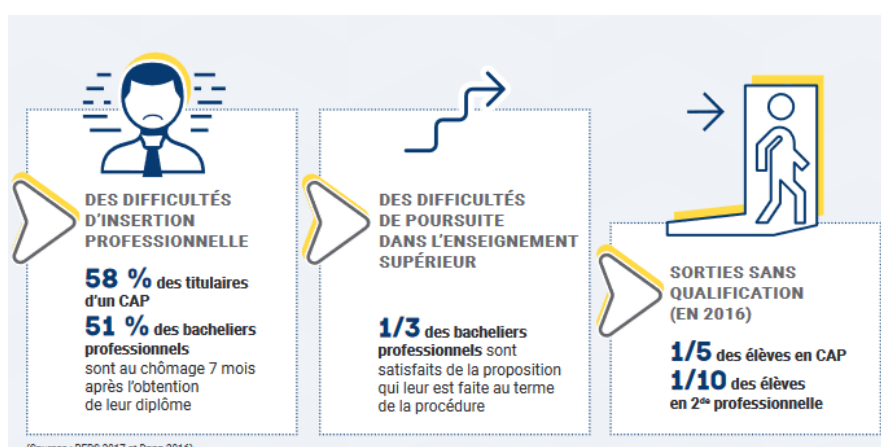 DES DIFFICULTÉS
D'INSERTION
PROFESSIONNELLE
58 % des titulaires
d'un CAP
51 % des bacheliers
professionnels
sont au chômage 7 mois
après l'obtention
de leur diplôme
DES DIFFICULTÉS
DE POURSUITE
DANS L'ENSEIGNEMENT
SUPÉRIEUR
1/3 des bacheliers
professionnels sont
satisfaits de la proposition
qui leur est faite au terme
de la procédure
SORTIES SANS
QUALIFICATION
(EN 2016)
1/5 des élèves en CAP
1/10 des élèves
en 2de professionnelle